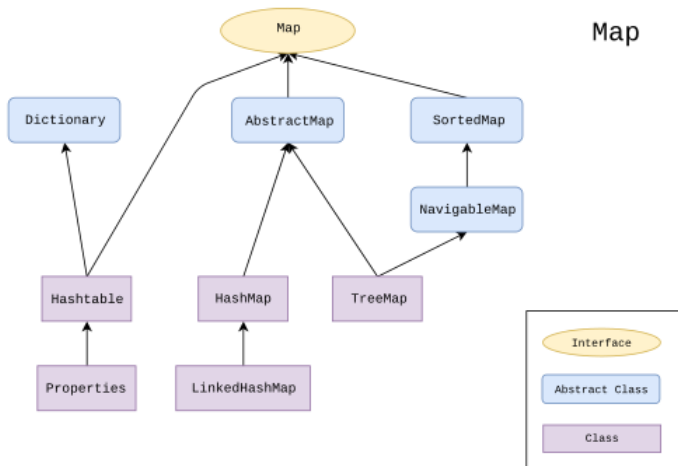 Map
Map
Dictionary
AbstractMap
SortedMap
NavigableMap
Hashtable
HashMap
TreeMap
Properties
LinkedHashMap
Interface
Abstract Class
Class